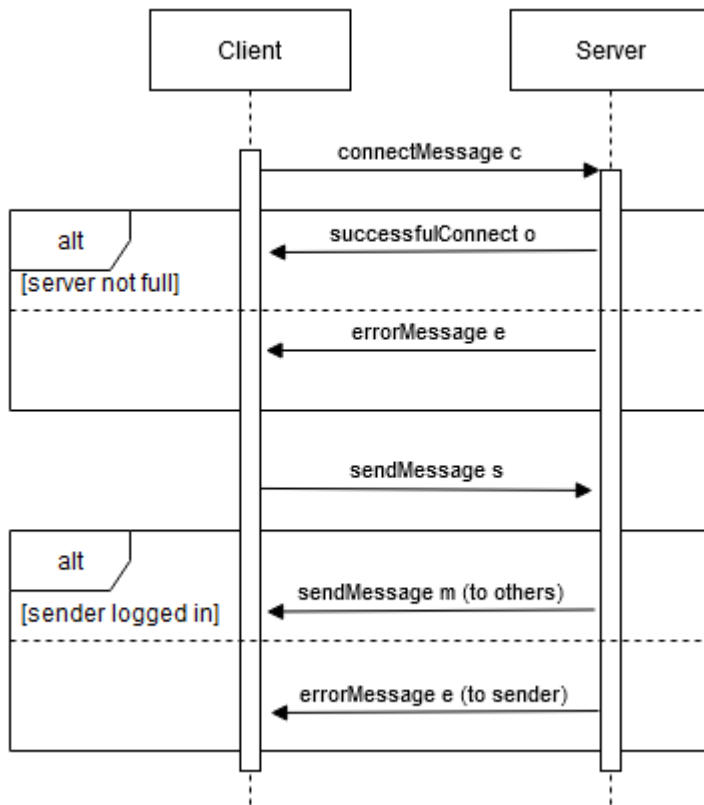 Client
Server
connectMessage c
alt
successfulConnect o
[server not full]
errorMessage e
sendMessage s
alt
sendMessage m (to others)
[sender logged in]
errorMessage e (to sender)